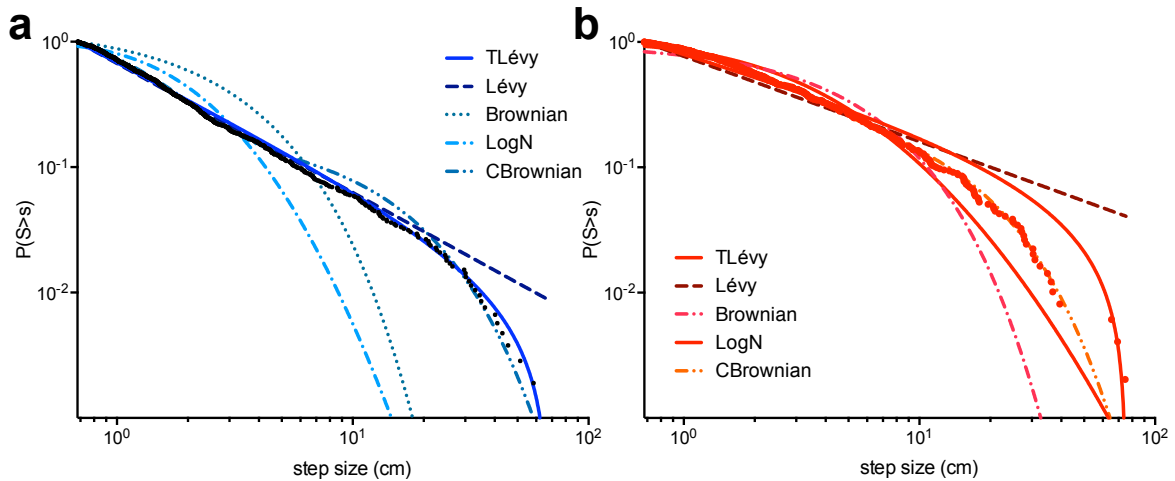 a
P(S>s)
10⁰
10⁻¹
10⁻²
TLévy
Lévy
Brownian
LogN
CBrownian
10⁰
10¹
10²
step size (cm)
b
P(S>s)
10⁰
10⁻¹
10⁻²
TLévy
Lévy
Brownian
LogN
CBrownian
10⁰
10¹
10²
step size (cm)